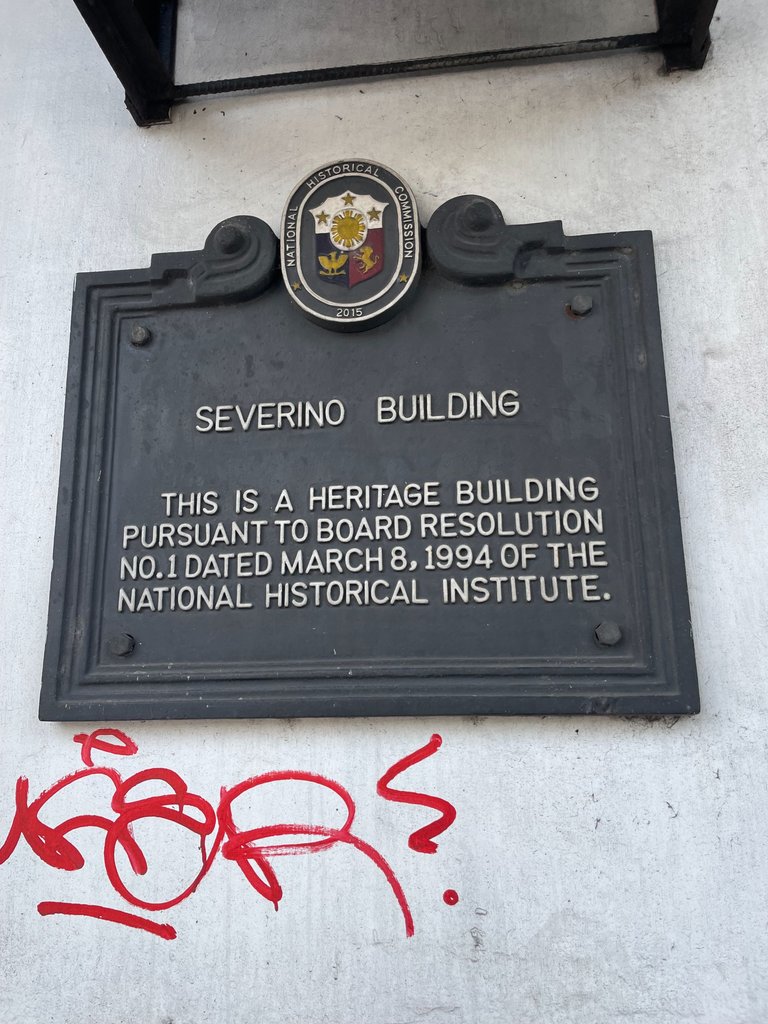 NATIONAL HISTORICAL COMMISSION
2015
SEVERINO BUILDING
THIS IS A HERITAGE BUILDING
PURSUANT TO BOARD RESOLUTION
NO.1 DATED MARCH 8, 1994 OF THE
NATIONAL HISTORICAL INSTITUTE.